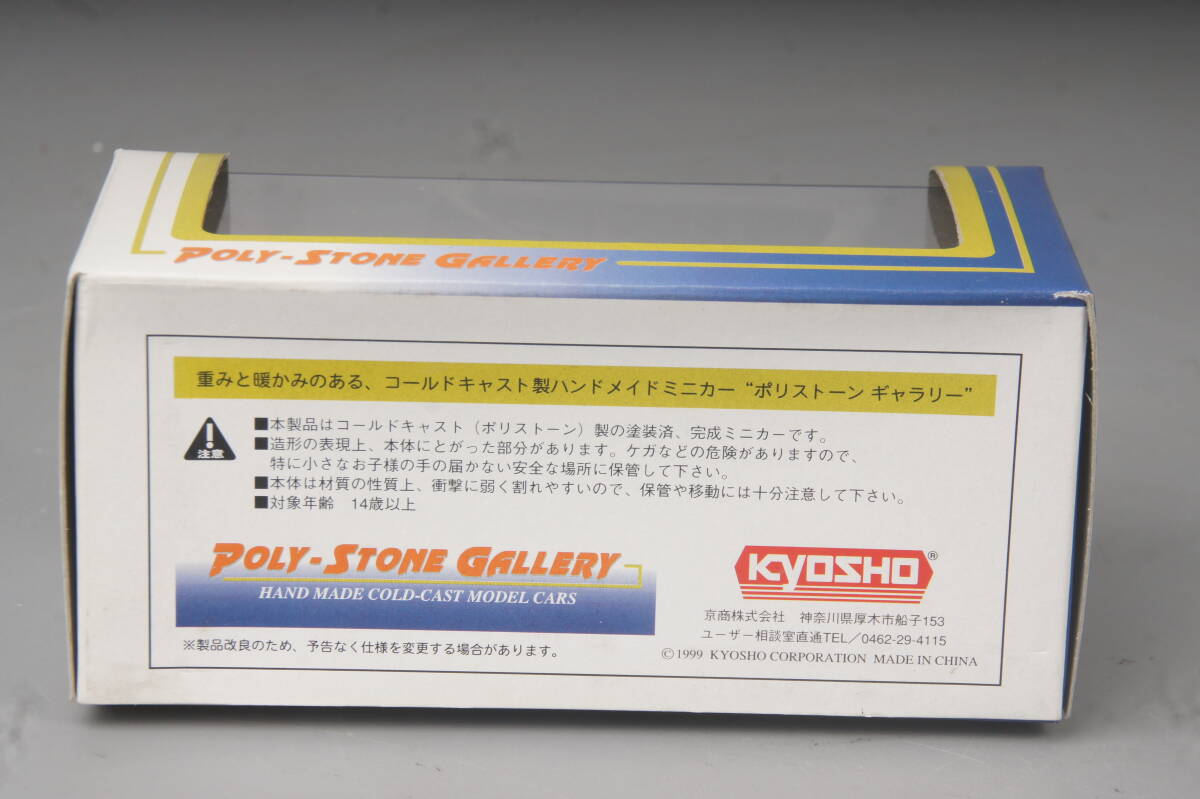 POLY-STONE GALLERY
重みと暖かみのある、コールドキャスト製ハンドメイドミニカー“ポリストーン ギャラリー”
注意
■本製品はコールドキャスト（ポリストーン）製の塗装済、完成ミニカーです。
■造形の表現上、本体にとがった部分があります。ケガなどの危険がありますので、
特に小さなお子様の手の届かない安全な場所に保管して下さい。
■本体は材質の性質上、衝撃に弱く割れやすいので、保管や移動には十分注意して下さい。
■対象年齢　14歳以上
POLY-STONE GALLERY
HAND MADE COLD-CAST MODEL CARS
※製品改良のため、予告なく仕様を変更する場合があります。
KYOSHO®
京商株式会社　神奈川県厚木市船子153
ユーザー相談室直通TEL／0462-29-4115
©1999 KYOSHO CORPORATION MADE IN CHINA